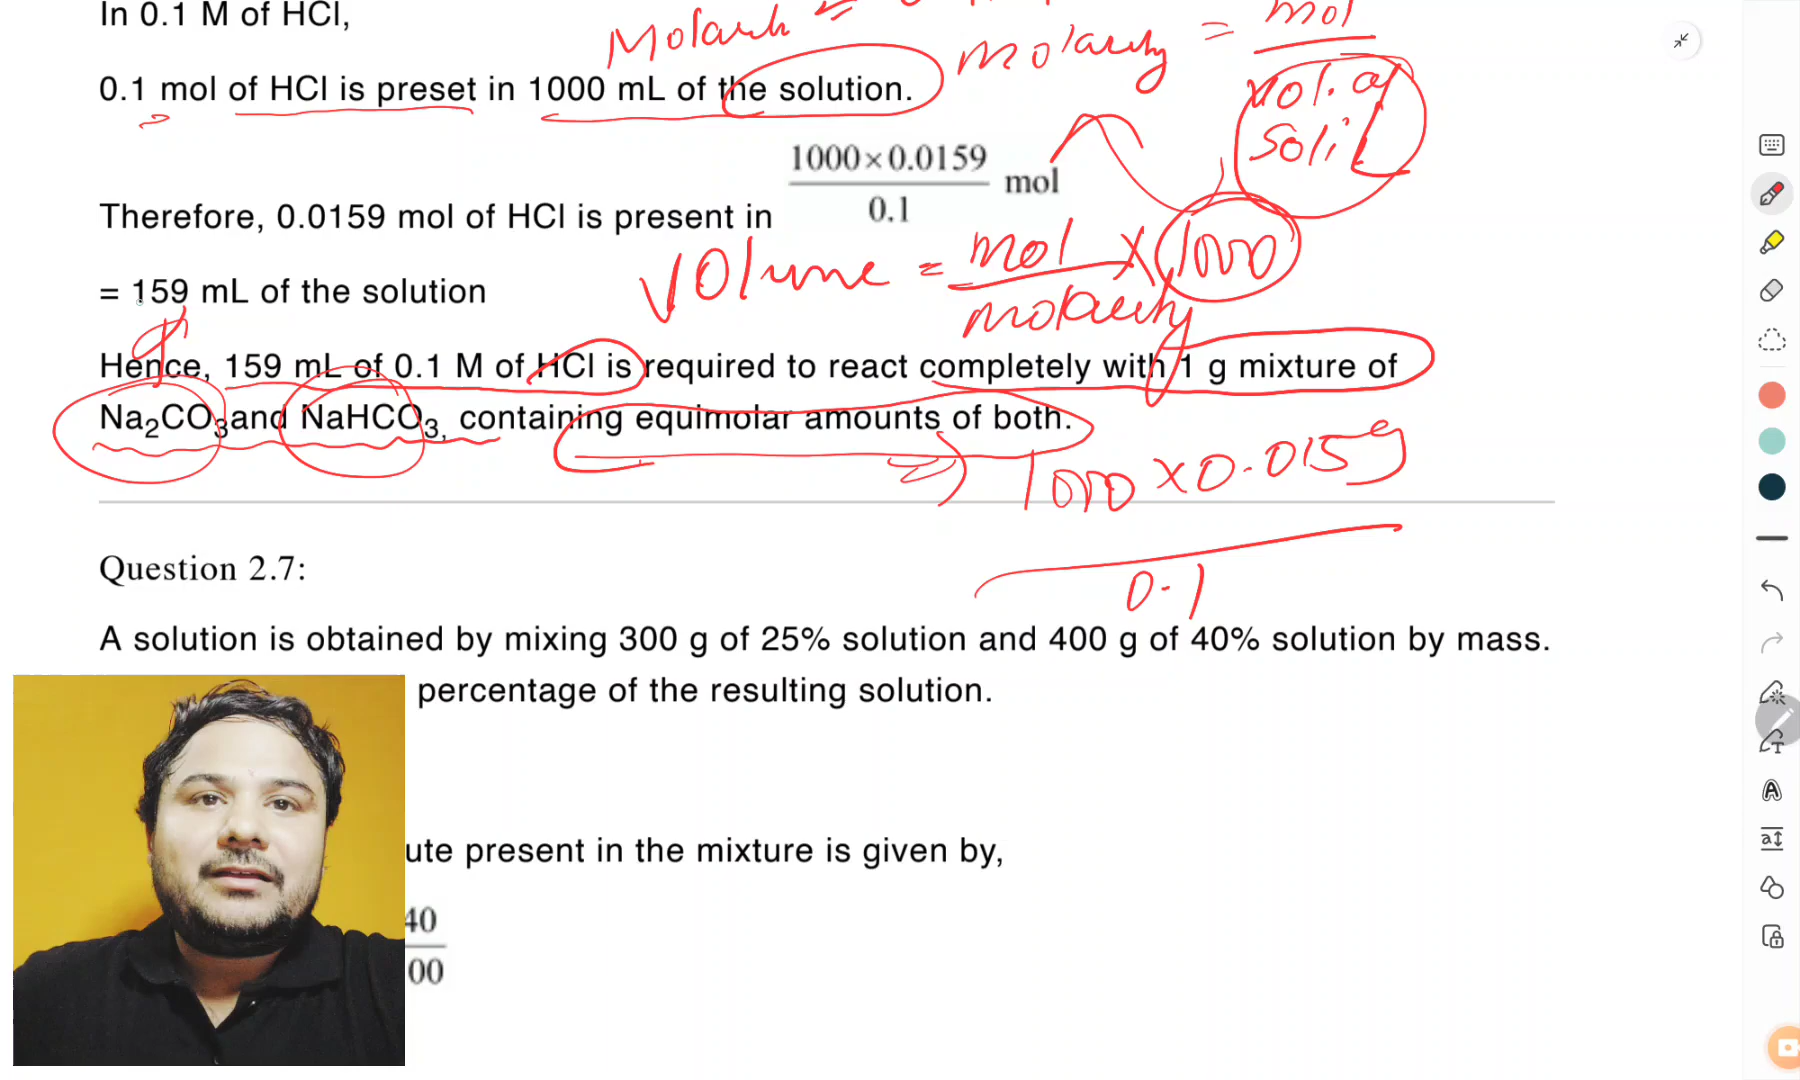 In 0.1 M of HCl,
molarity = mol
vol. of
Sol
0.1 mol of HCl is preset in 1000 mL of the solution.
1000×0.0159
Therefore, 0.0159 mol of HCl is present in
mol
0.1
volume = mol × 1000
molarity
= 159 mL of the solution
Hence, 159 mL of 0.1 M of HCl is required to react completely with 1 g mixture of
Na2CO3 and NaHCO3, containing equimolar amounts of both.
1000 × 0.0159
0.1
Question 2.7:
A solution is obtained by mixing 300 g of 25% solution and 400 g of 40% solution by mass.
percentage of the resulting solution.
ute present in the mixture is given by,
40
00